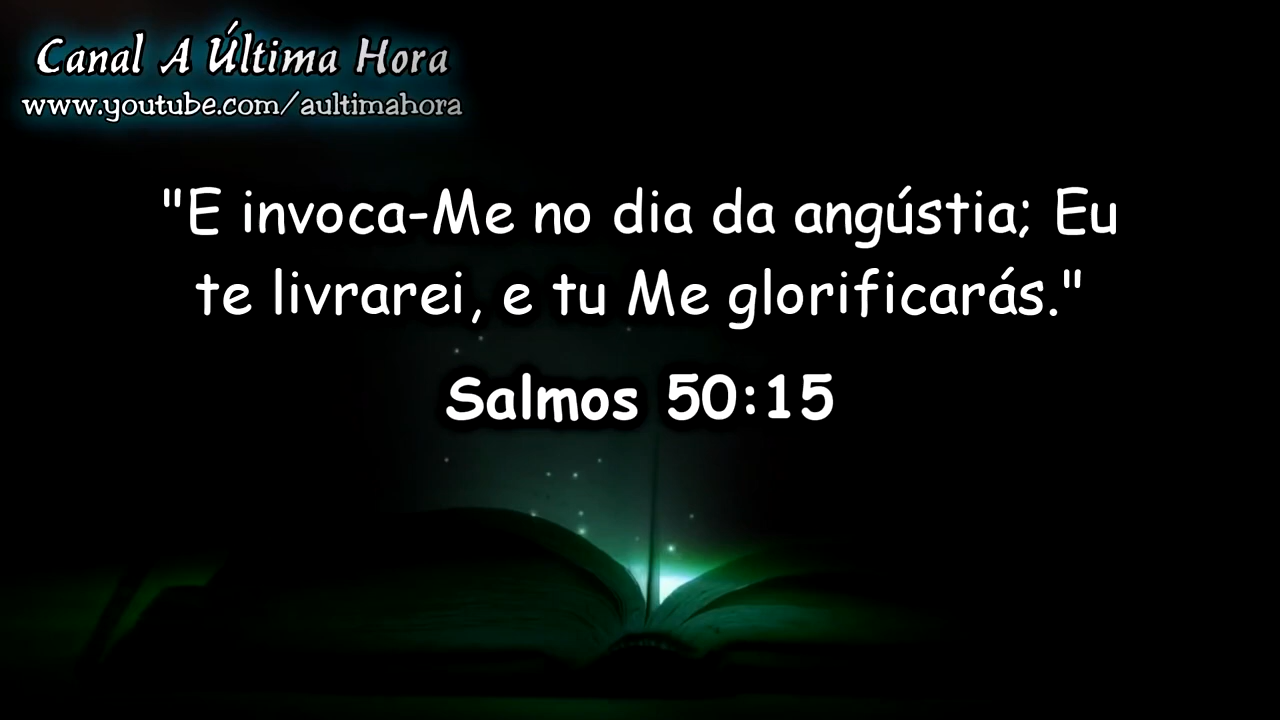 Canal A Última Hora
www.youtube.com/aultimahora
"E invoca-Me no dia da angústia; Eu
te livrarei, e tu Me glorificarás."
Salmos 50:15